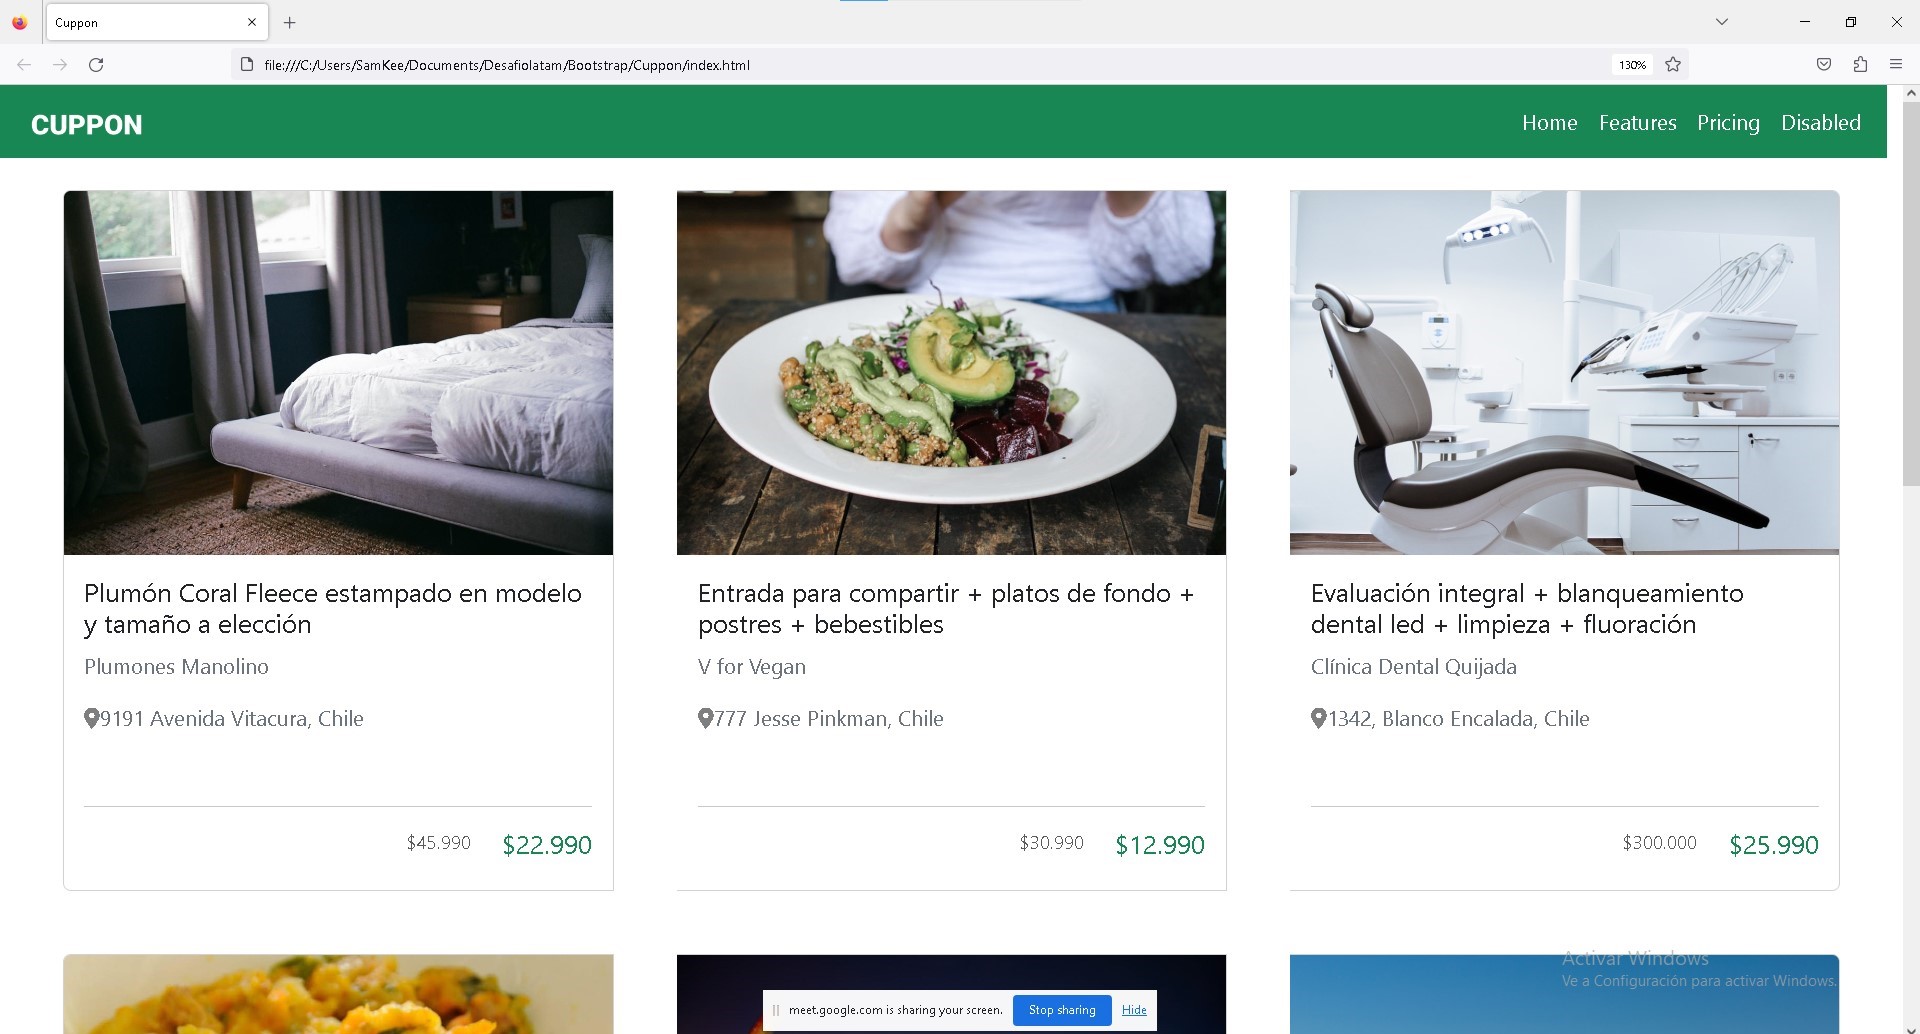 Cuppon
file:///C:/Users/SamKee/Documents/Desafiolatam/Bootstrap/Cuppon/index.html
130%
CUPPON
Home Features Pricing Disabled
Plumón Coral Fleece estampado en modelo
y tamaño a elección
Plumones Manolino
9191 Avenida Vitacura, Chile
$45.990 $22.990
Entrada para compartir + platos de fondo +
postres + bebestibles
V for Vegan
777 Jesse Pinkman, Chile
$30.990 $12.990
Evaluación integral + blanqueamiento
dental led + limpieza + fluoración
Clínica Dental Quijada
1342, Blanco Encalada, Chile
$300.000 $25.990
Activar Windows
Ve a Configuración para activar Windows.
meet.google.com is sharing your screen. Stop sharing Hide